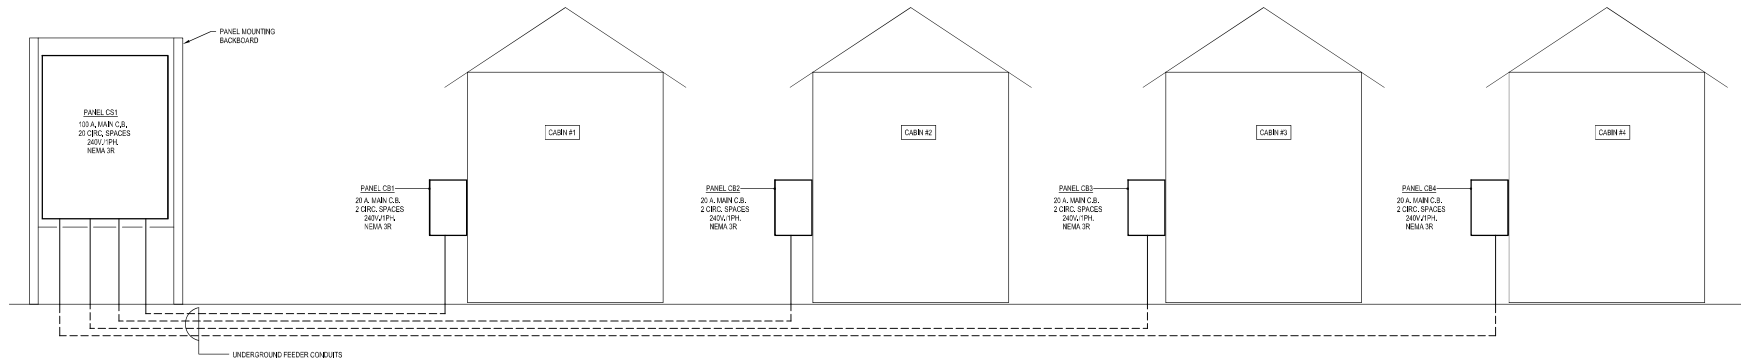 PANEL MOUNTING
BACKBOARD
PANEL CS1
100 A. MAIN C.B.
20 CIRC. SPACES
240V./1PH.
NEMA 3R
CABIN #1
CABIN #2
CABIN #3
CABIN #4
PANEL CB1
20 A. MAIN C.B.
2 CIRC. SPACES
240V./1PH.
NEMA 3R
PANEL CB2
20 A. MAIN C.B.
2 CIRC. SPACES
240V./1PH.
NEMA 3R
PANEL CB3
20 A. MAIN C.B.
2 CIRC. SPACES
240V./1PH.
NEMA 3R
PANEL CB4
20 A. MAIN C.B.
2 CIRC. SPACES
240V./1PH.
NEMA 3R
UNDERGROUND FEEDER CONDUITS